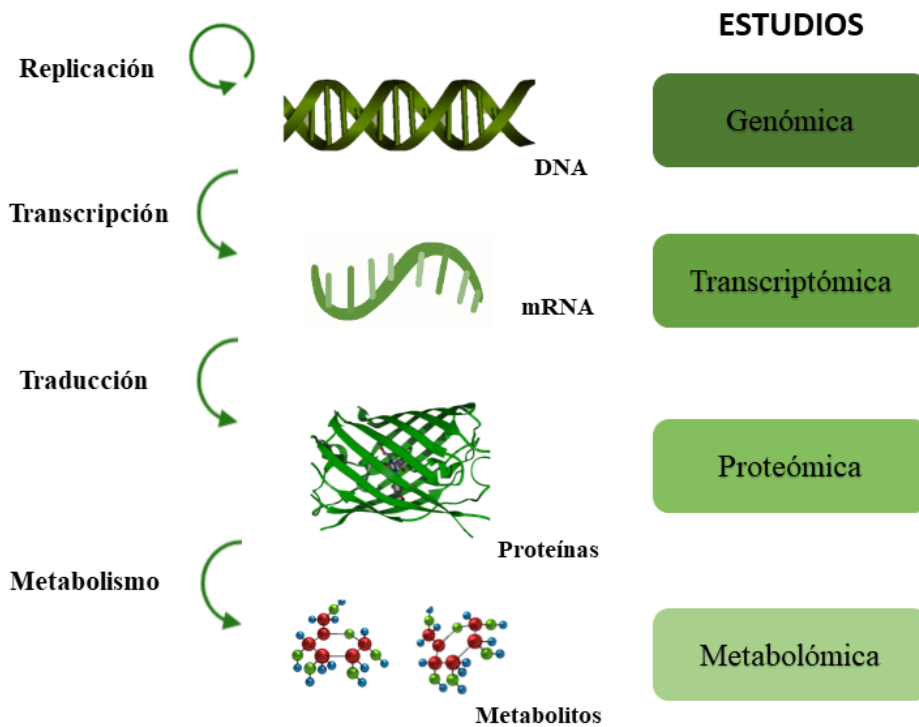 ESTUDIOS
Replicación
DNA
Genómica
Transcripción
mRNA
Transcriptómica
Traducción
Proteínas
Proteómica
Metabolismo
Metabolitos
Metabolómica